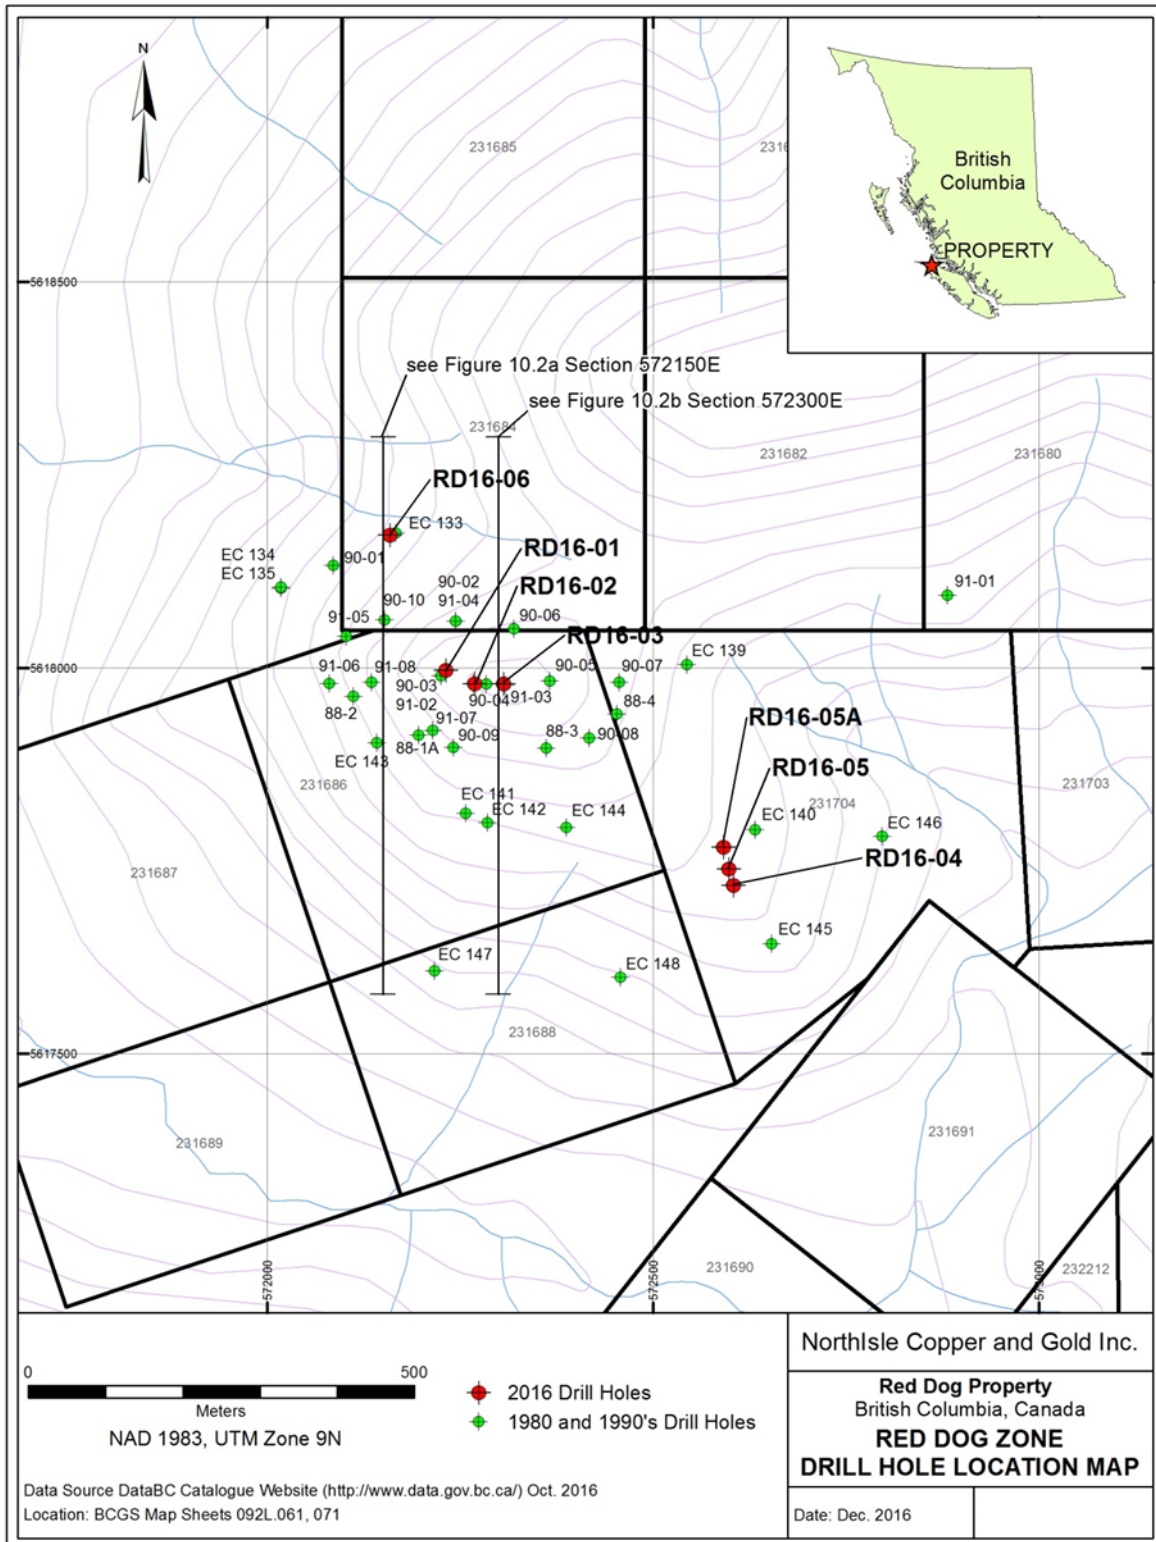 N
231685
British
Columbia
PROPERTY
5618500
see Figure 10.2a Section 572150E
see Figure 10.2b Section 572300E
231684
231682
231680
RD16-06
EC 133
RD16-01
EC 134
90-01
EC 135
90-02
RD16-02
91-01
90-10
91-04
91-05
90-06
RD16-03
5618000
EC 139
91-06
91-08
90-05
90-07
90-03
90-04
91-03
88-2
91-02
88-4
RD16-05A
91-07
88-3
90-08
EC 143
88-1A
90-09
RD16-05
231686
231703
EC 141
231704
EC 142
EC 144
EC 140
EC 146
RD16-04
231687
EC 145
EC 147
EC 148
231688
5617500
231689
231691
231690
232212
572000
572500
573000
0
500
Meters
NAD 1983, UTM Zone 9N
2016 Drill Holes
1980 and 1990's Drill Holes
Data Source DataBC Catalogue Website (http://www.data.gov.bc.ca/) Oct. 2016
Location: BCGS Map Sheets 092L.061, 071
NorthIsle Copper and Gold Inc.
Red Dog Property
British Columbia, Canada
RED DOG ZONE
DRILL HOLE LOCATION MAP
Date: Dec. 2016